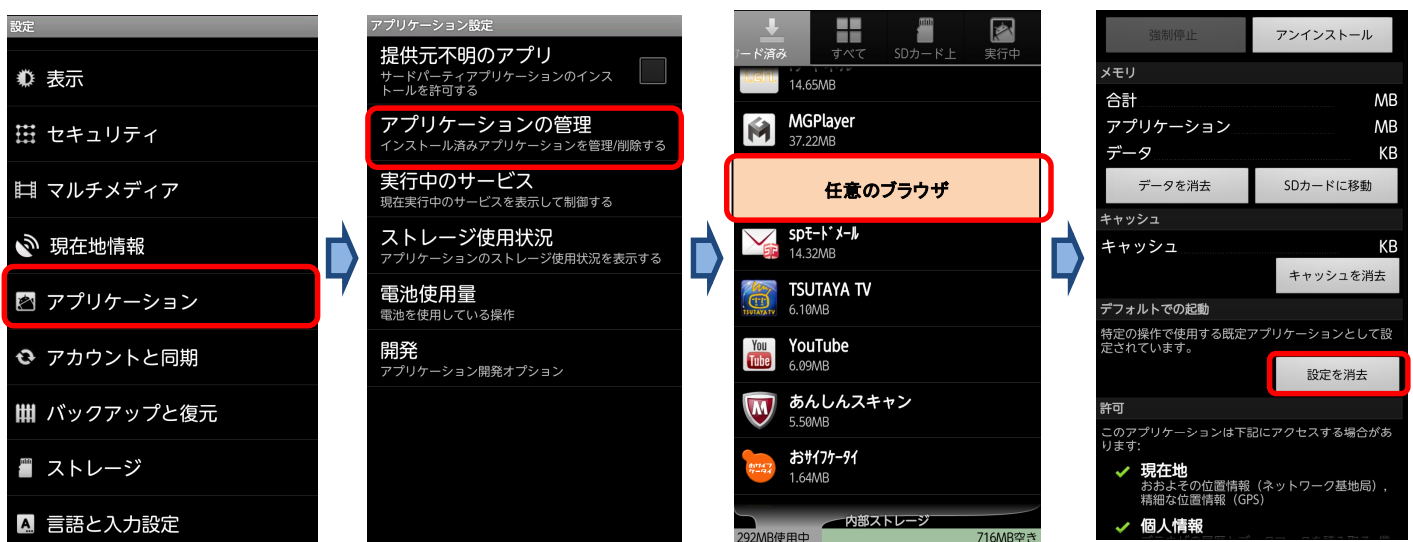 設定
表示
セキュリティ
マルチメディア
現在地情報
アプリケーション
アカウントと同期
バックアップと復元
ストレージ
言語と入力設定
アプリケーション設定
提供元不明のアプリ
サードパーティアプリケーションのインス
トールを許可する
アプリケーションの管理
インストール済みアプリケーションを管理/削除する
実行中のサービス
現在実行中のサービスを表示して制御する
ストレージ使用状況
アプリケーションのストレージ使用状況を表示する
電池使用量
電池を使用している操作
開発
アプリケーション開発オプション
ード済み すべて SDカード上 実行中
14.65MB
MGPlayer
37.22MB
任意のブラウザ
spモードメール
14.32MB
TSUTAYA TV
6.10MB
YouTube
6.09MB
あんしんスキャン
5.50MB
おサイフケータイ
1.64MB
内部ストレージ
292MB使用中 716MB空き
強制停止 アンインストール
メモリ
合計 MB
アプリケーション MB
データ KB
データを消去 SDカードに移動
キャッシュ
キャッシュ KB
キャッシュを消去
デフォルトでの起動
特定の操作で使用する既定アプリケーションとして設
定されています。
設定を消去
許可
このアプリケーションは下記にアクセスする場合があ
ります:
現在地
おおよその位置情報（ネットワーク基地局）,
精細な位置情報（GPS）
個人情報